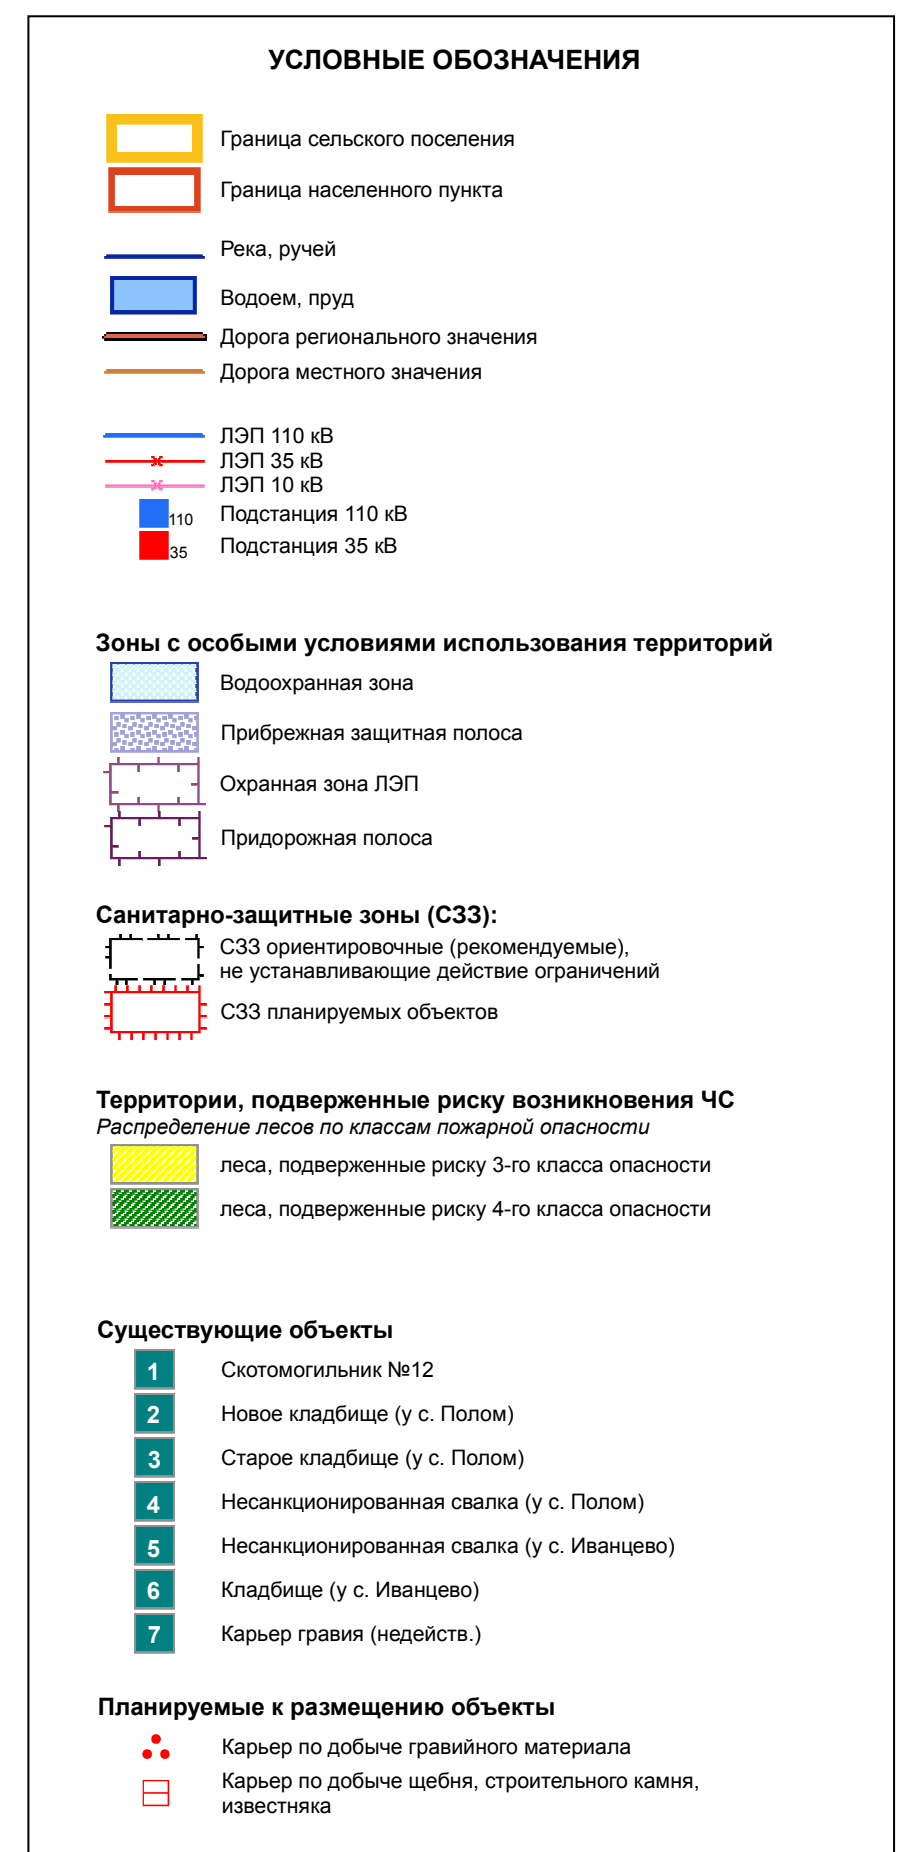 УСЛОВНЫЕ ОБОЗНАЧЕНИЯ
Граница сельского поселения
Граница населенного пункта
Река, ручей
Водоем, пруд
Дорога регионального значения
Дорога местного значения
ЛЭП 110 кВ
ЛЭП 35 кВ
ЛЭП 10 кВ
110 Подстанция 110 кВ
35 Подстанция 35 кВ
Зоны с особыми условиями использования территорий
Водоохранная зона
Прибрежная защитная полоса
Охранная зона ЛЭП
Придорожная полоса
Санитарно-защитные зоны (СЗЗ):
СЗЗ ориентировочные (рекомендуемые),
не устанавливающие действие ограничений
СЗЗ планируемых объектов
Территории, подверженные риску возникновения ЧС
Распределение лесов по классам пожарной опасности
леса, подверженные риску 3-го класса опасности
леса, подверженные риску 4-го класса опасности
Существующие объекты
1 Скотомогильник №12
2 Новое кладбище (у с. Полом)
3 Старое кладбище (у с. Полом)
4 Несанкционированная свалка (у с. Полом)
5 Несанкционированная свалка (у с. Иванцево)
6 Кладбище (у с. Иванцево)
7 Карьер гравия (недейств.)
Планируемые к размещению объекты
Карьер по добыче гравийного материала
Карьер по добыче щебня, строительного камня,
известняка